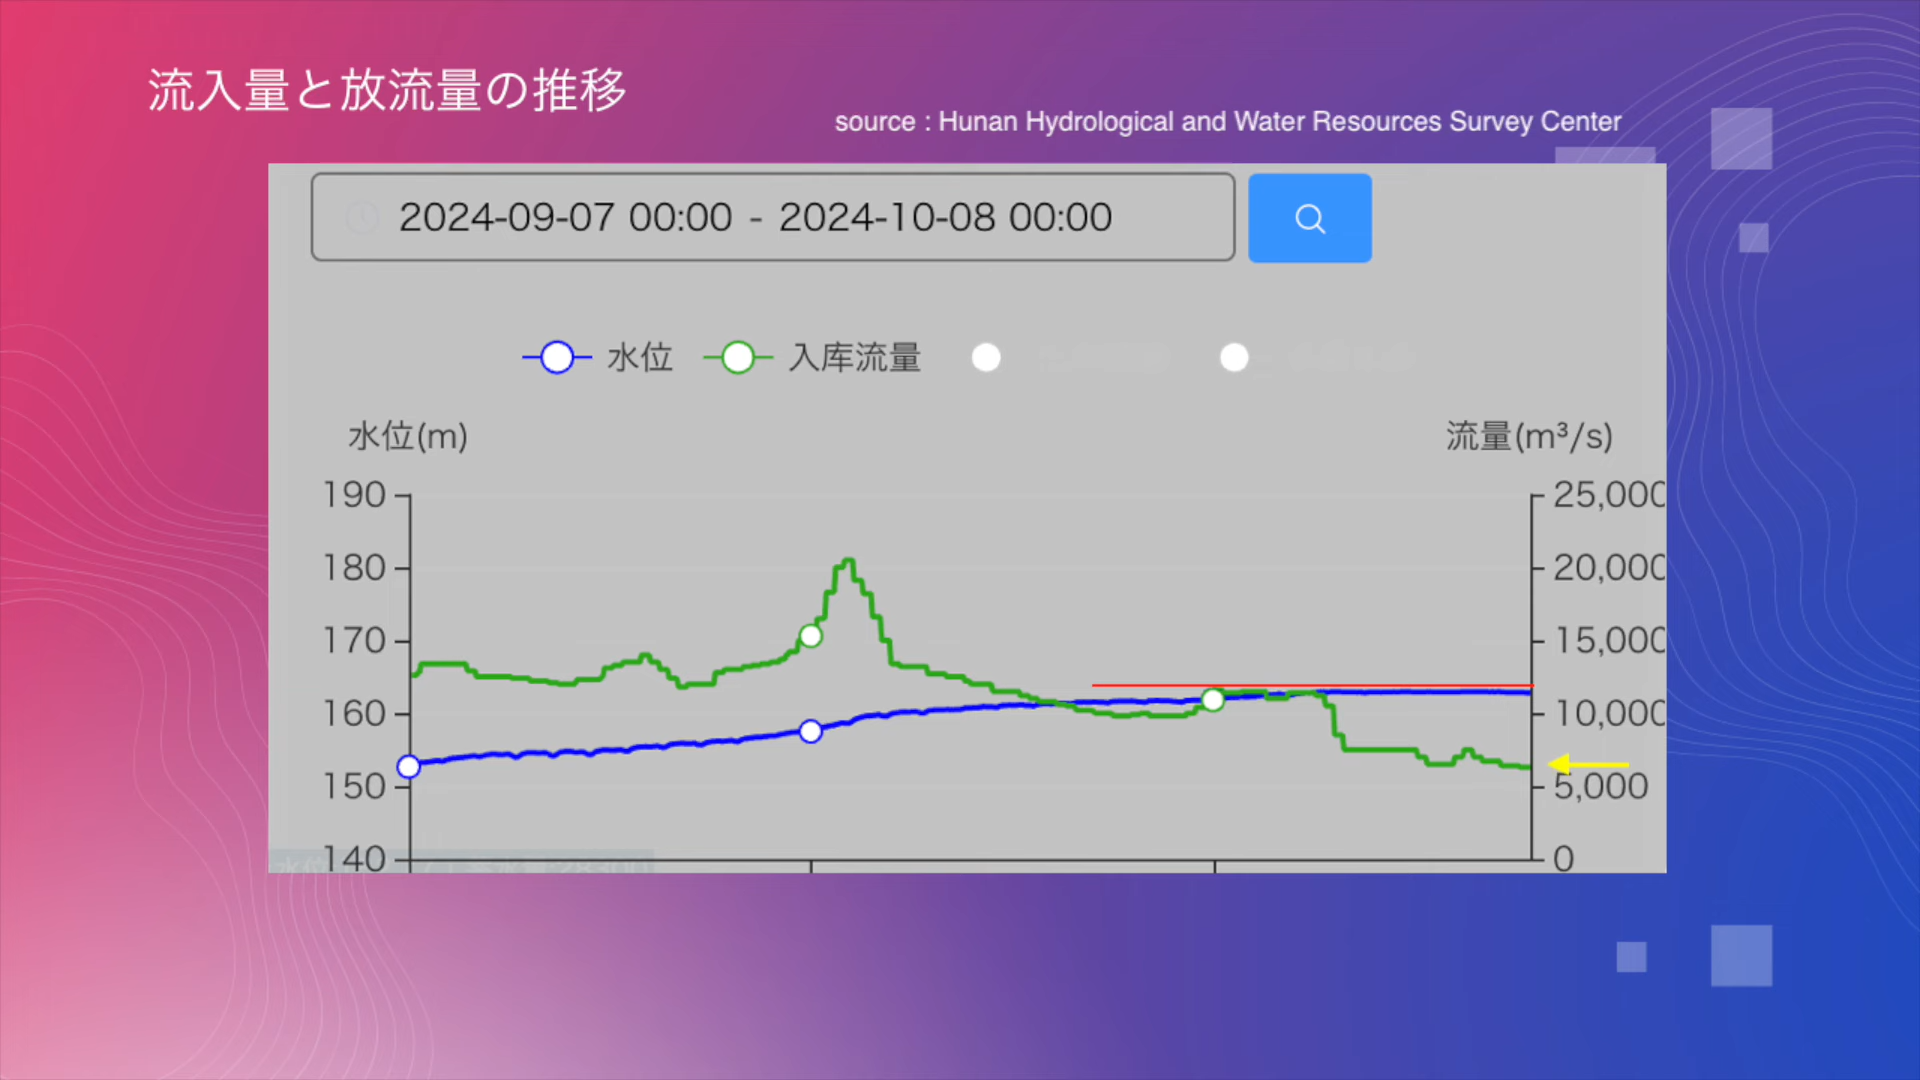 流入量と放流量の推移
source : Hunan Hydrological and Water Resources Survey Center
2024-09-07 00:00 - 2024-10-08 00:00
水位 入库流量
水位(m) 流量(m³/s)
190 25,000
180 20,000
170 15,000
160 10,000
150 5,000
140 0